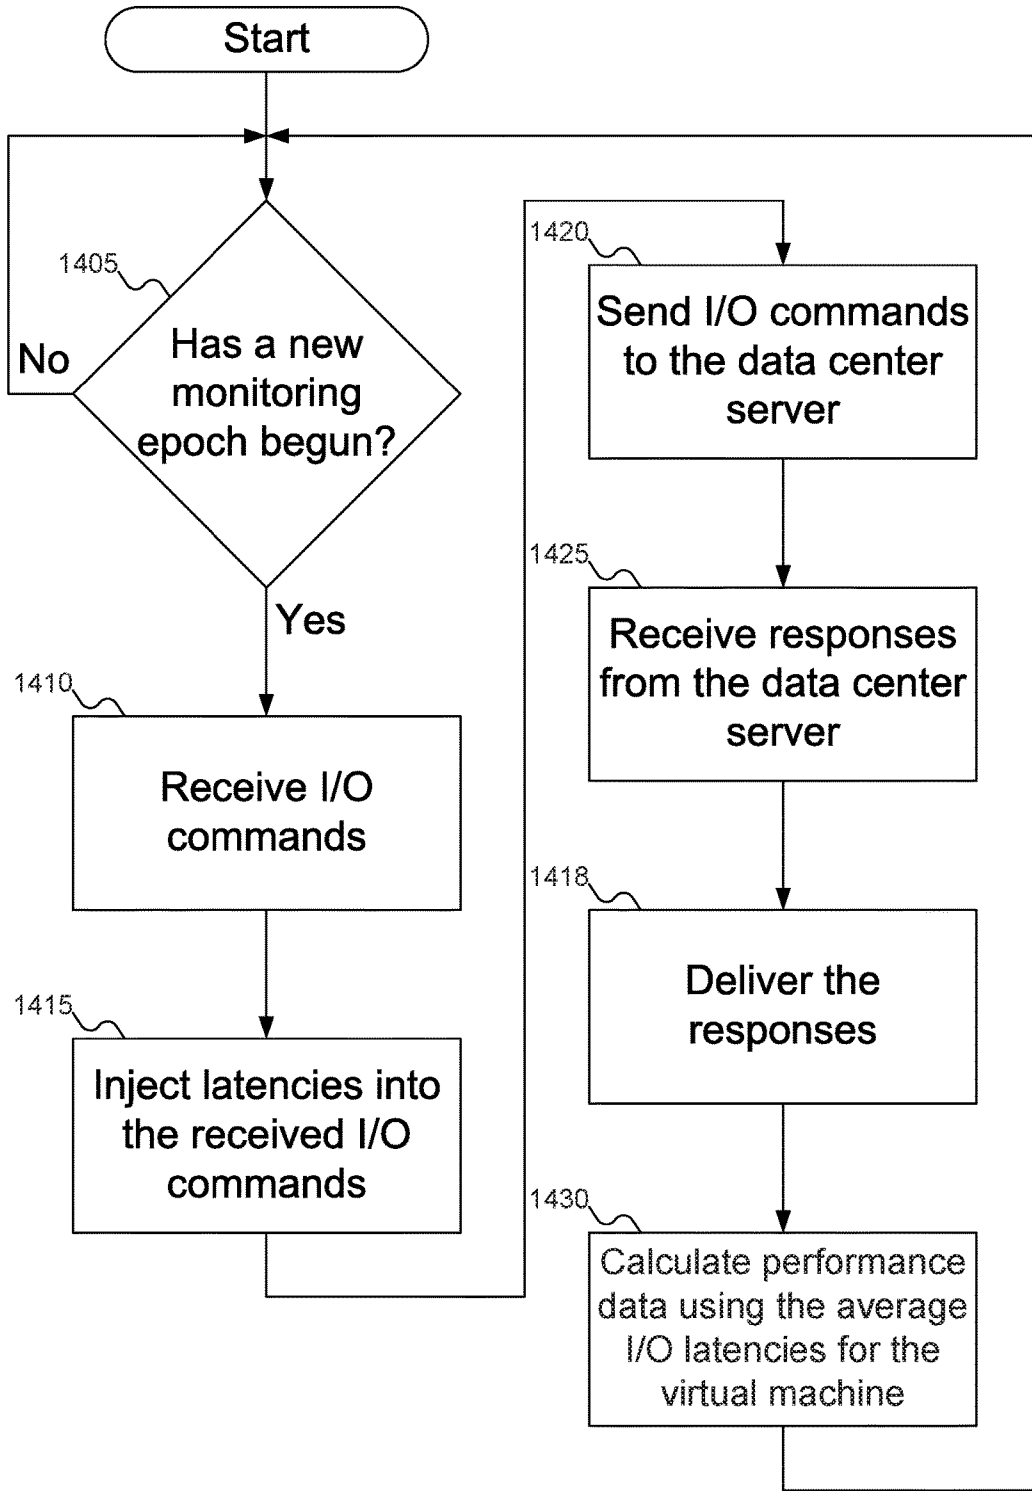 Start
1405
Has a new
monitoring
epoch begun?
No
Yes
1410
Receive I/O
commands
1415
Inject latencies into
the received I/O
commands
1420
Send I/O commands
to the data center
server
1425
Receive responses
from the data center
server
1418
Deliver the
responses
1430
Calculate performance
data using the average
I/O latencies for the
virtual machine